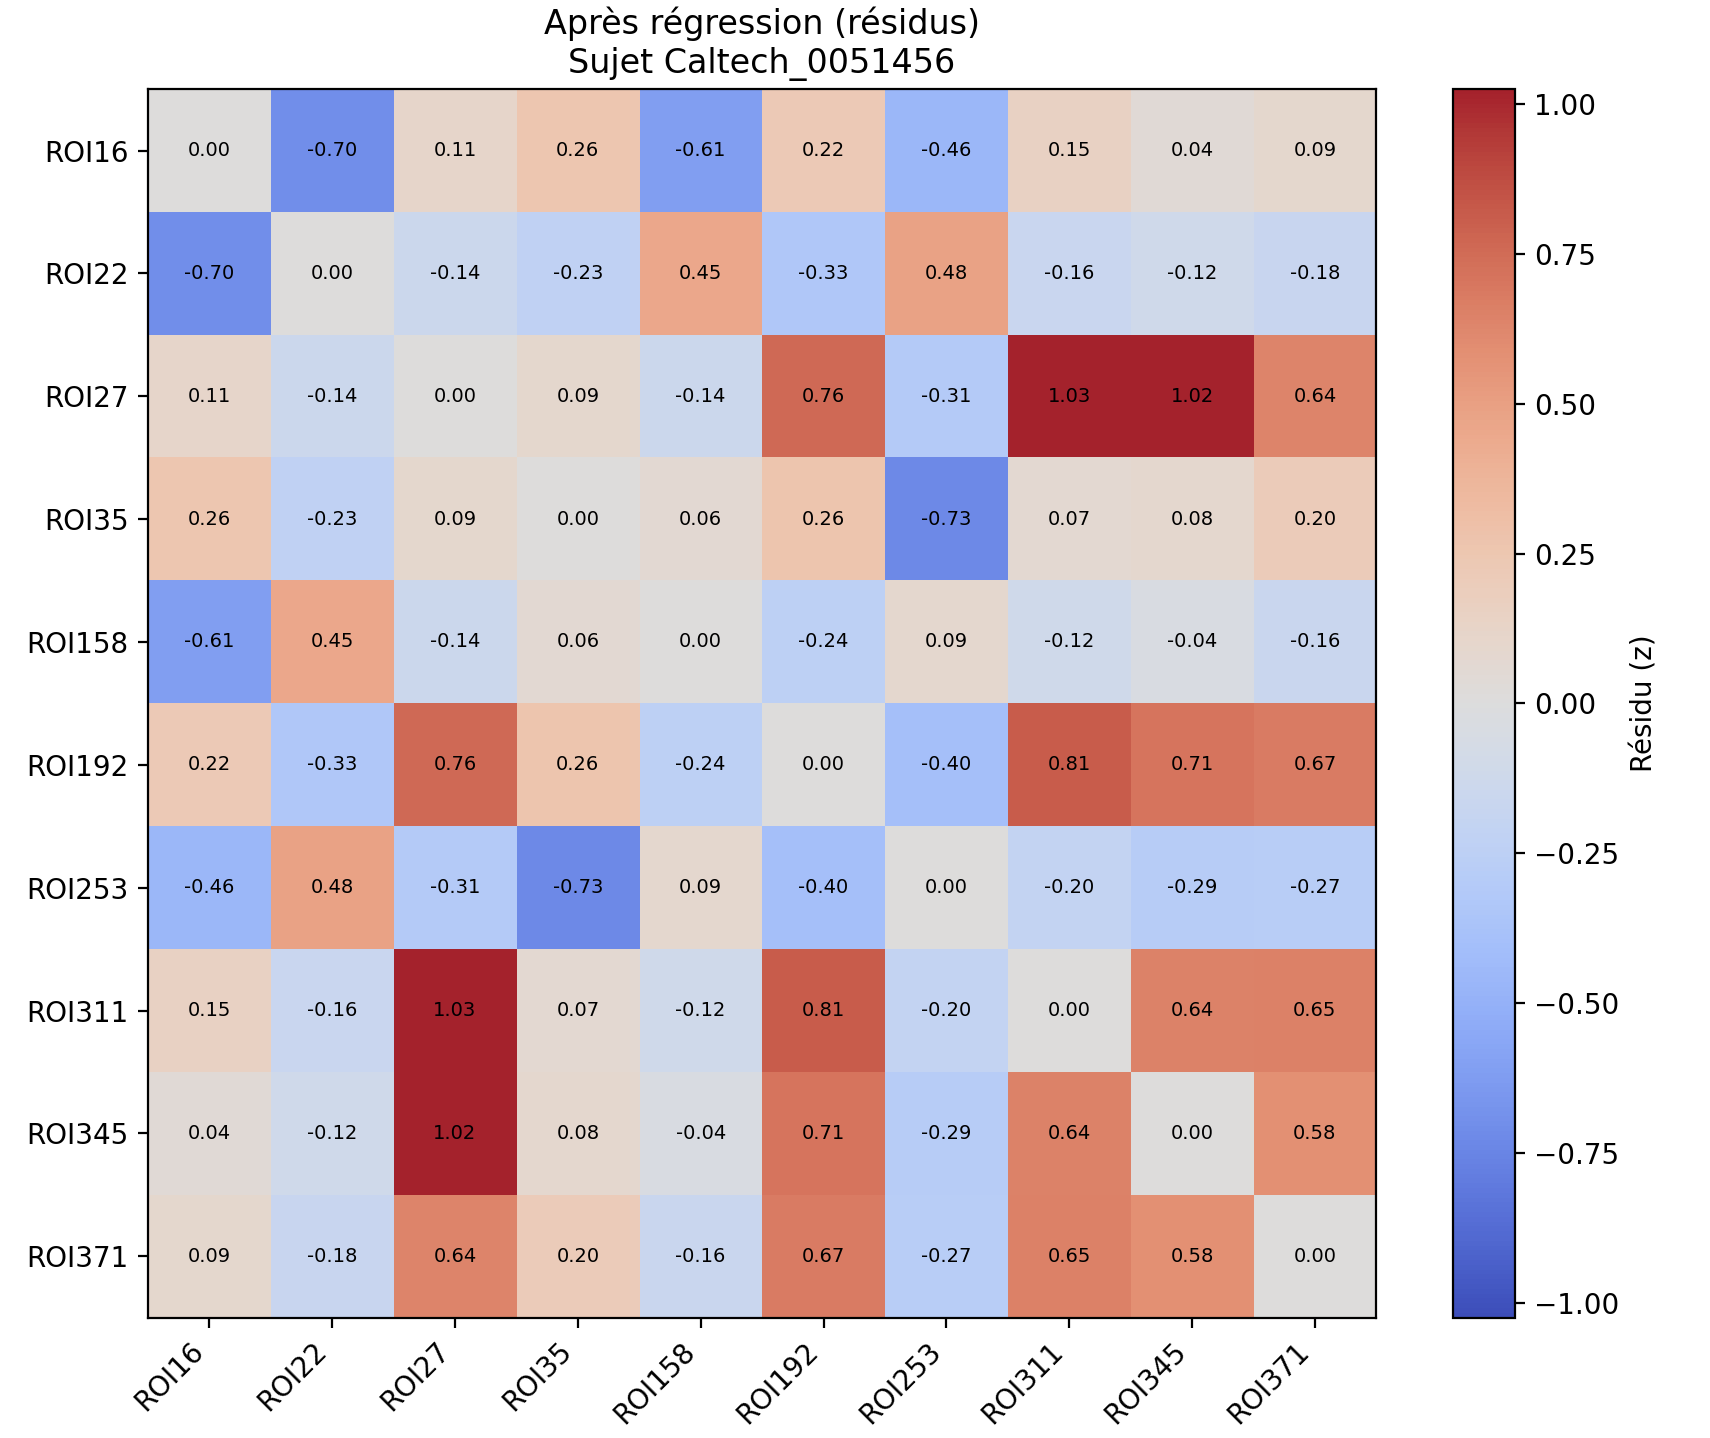 Après régression (résidus)
Sujet Caltech_0051456
ROI16 0.00 -0.70 0.11 0.26 -0.61 0.22 -0.46 0.15 0.04 0.09
ROI22 -0.70 0.00 -0.14 -0.23 0.45 -0.33 0.48 -0.16 -0.12 -0.18
ROI27 0.11 -0.14 0.00 0.09 -0.14 0.76 -0.31 1.03 1.02 0.64
ROI35 0.26 -0.23 0.09 0.00 0.06 0.26 -0.73 0.07 0.08 0.20
ROI158 -0.61 0.45 -0.14 0.06 0.00 -0.24 0.09 -0.12 -0.04 -0.16
ROI192 0.22 -0.33 0.76 0.26 -0.24 0.00 -0.40 0.81 0.71 0.67
ROI253 -0.46 0.48 -0.31 -0.73 0.09 -0.40 0.00 -0.20 -0.29 -0.27
ROI311 0.15 -0.16 1.03 0.07 -0.12 0.81 -0.20 0.00 0.64 0.65
ROI345 0.04 -0.12 1.02 0.08 -0.04 0.71 -0.29 0.64 0.00 0.58
ROI371 0.09 -0.18 0.64 0.20 -0.16 0.67 -0.27 0.65 0.58 0.00
ROI16 ROI22 ROI27 ROI35 ROI158 ROI192 ROI253 ROI311 ROI345 ROI371
1.00
0.75
0.50
0.25
0.00
−0.25
−0.50
−0.75
−1.00
Résidu (z)